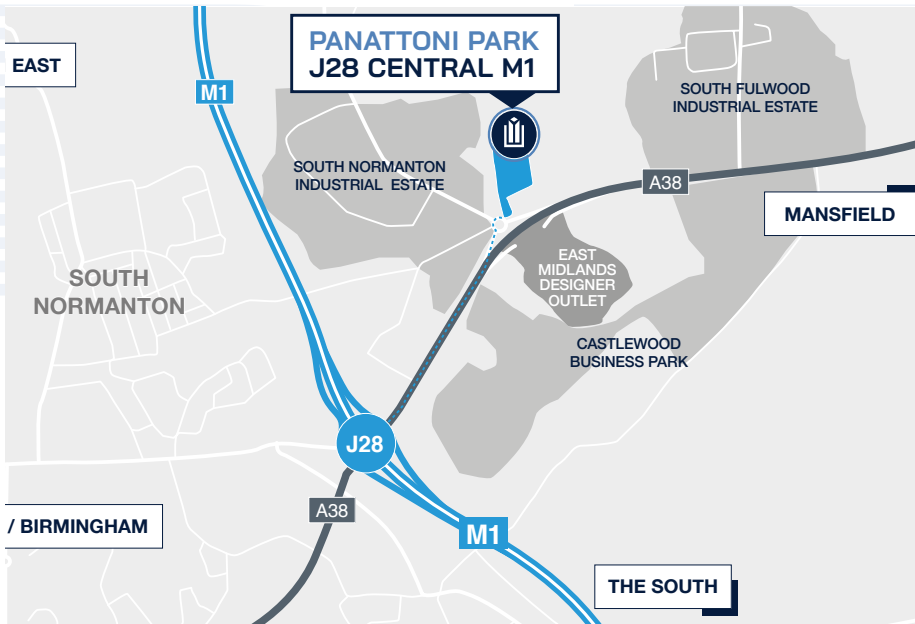 PANATTONI PARK
J28 CENTRAL M1
EAST
M1
SOUTH FULWOOD
INDUSTRIAL ESTATE
SOUTH NORMANTON
INDUSTRIAL ESTATE
A38
MANSFIELD
EAST
MIDLANDS
DESIGNER
OUTLET
SOUTH
NORMANTON
CASTLEWOOD
BUSINESS PARK
J28
A38
/ BIRMINGHAM
M1
THE SOUTH